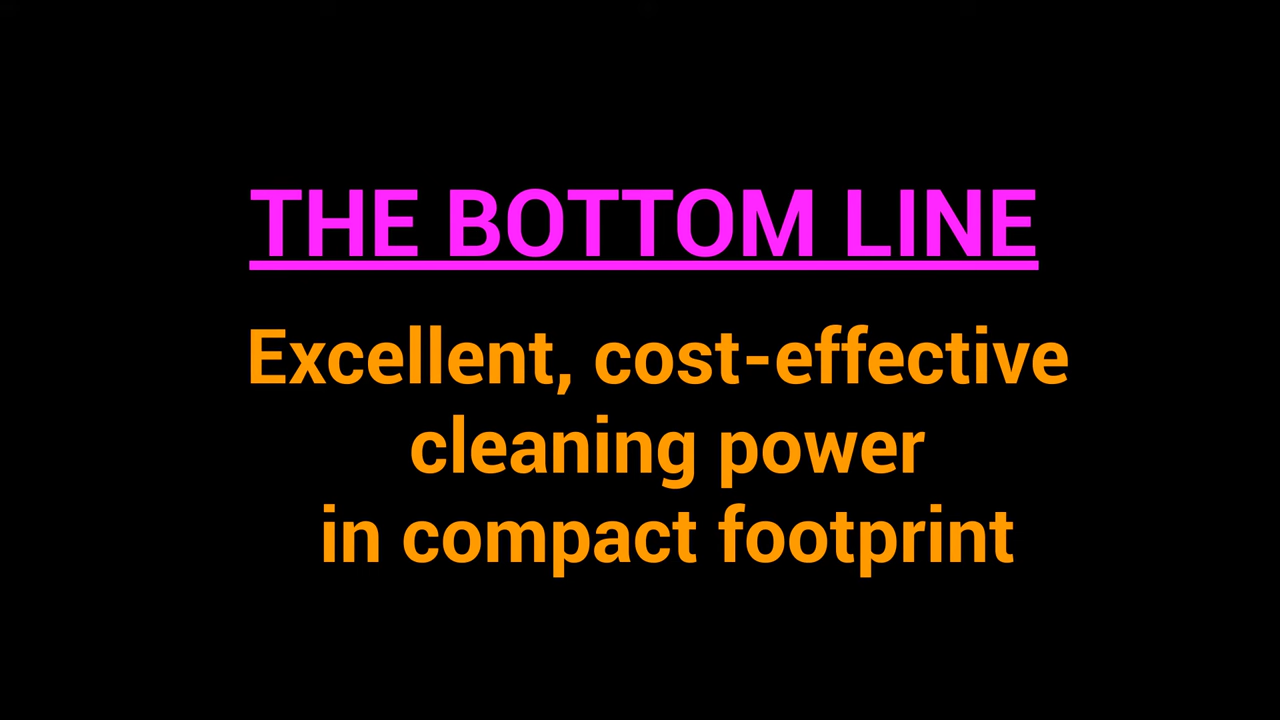 THE BOTTOM LINE
Excellent, cost-effective
cleaning power
in compact footprint